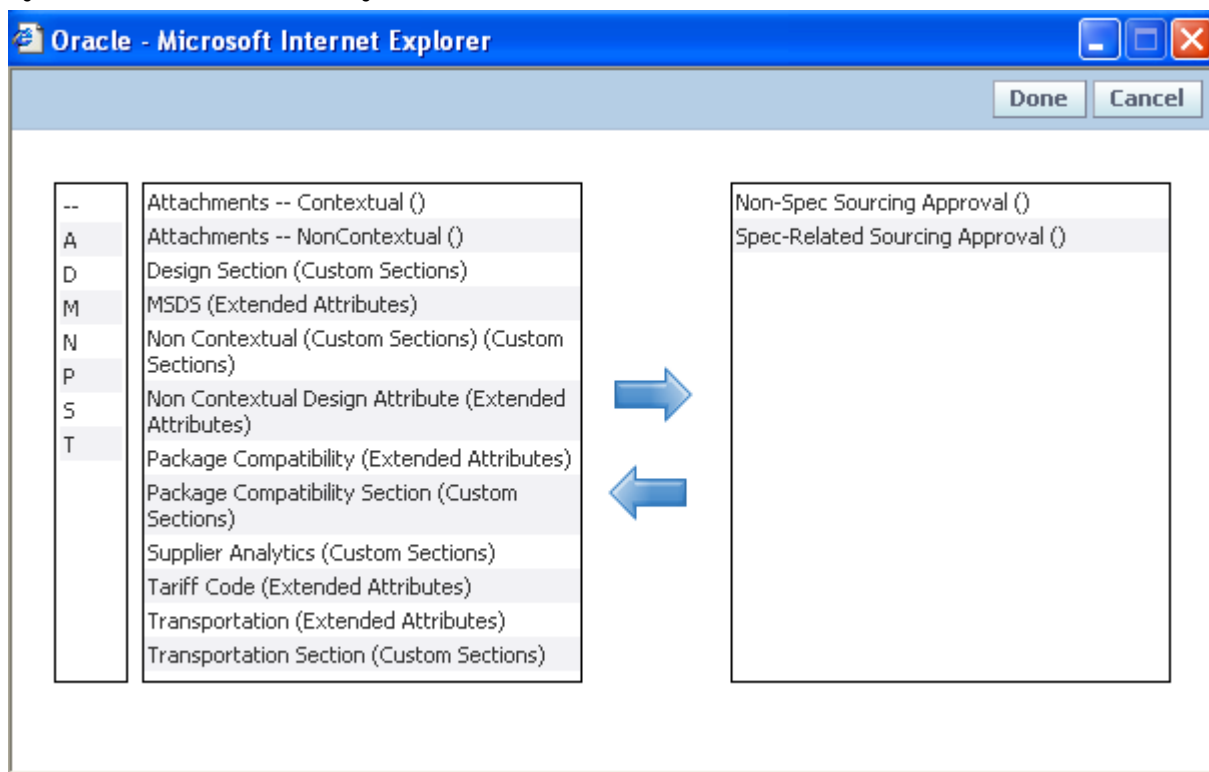 Oracle - Microsoft Internet Explorer
Done Cancel
--
A
D
M
N
P
S
T
Attachments -- Contextual ()
Attachments -- NonContextual ()
Design Section (Custom Sections)
MSDS (Extended Attributes)
Non Contextual (Custom Sections) (Custom
Sections)
Non Contextual Design Attribute (Extended
Attributes)
Package Compatibility (Extended Attributes)
Package Compatibility Section (Custom
Sections)
Supplier Analytics (Custom Sections)
Tariff Code (Extended Attributes)
Transportation (Extended Attributes)
Transportation Section (Custom Sections)
Non-Spec Sourcing Approval ()
Spec-Related Sourcing Approval ()